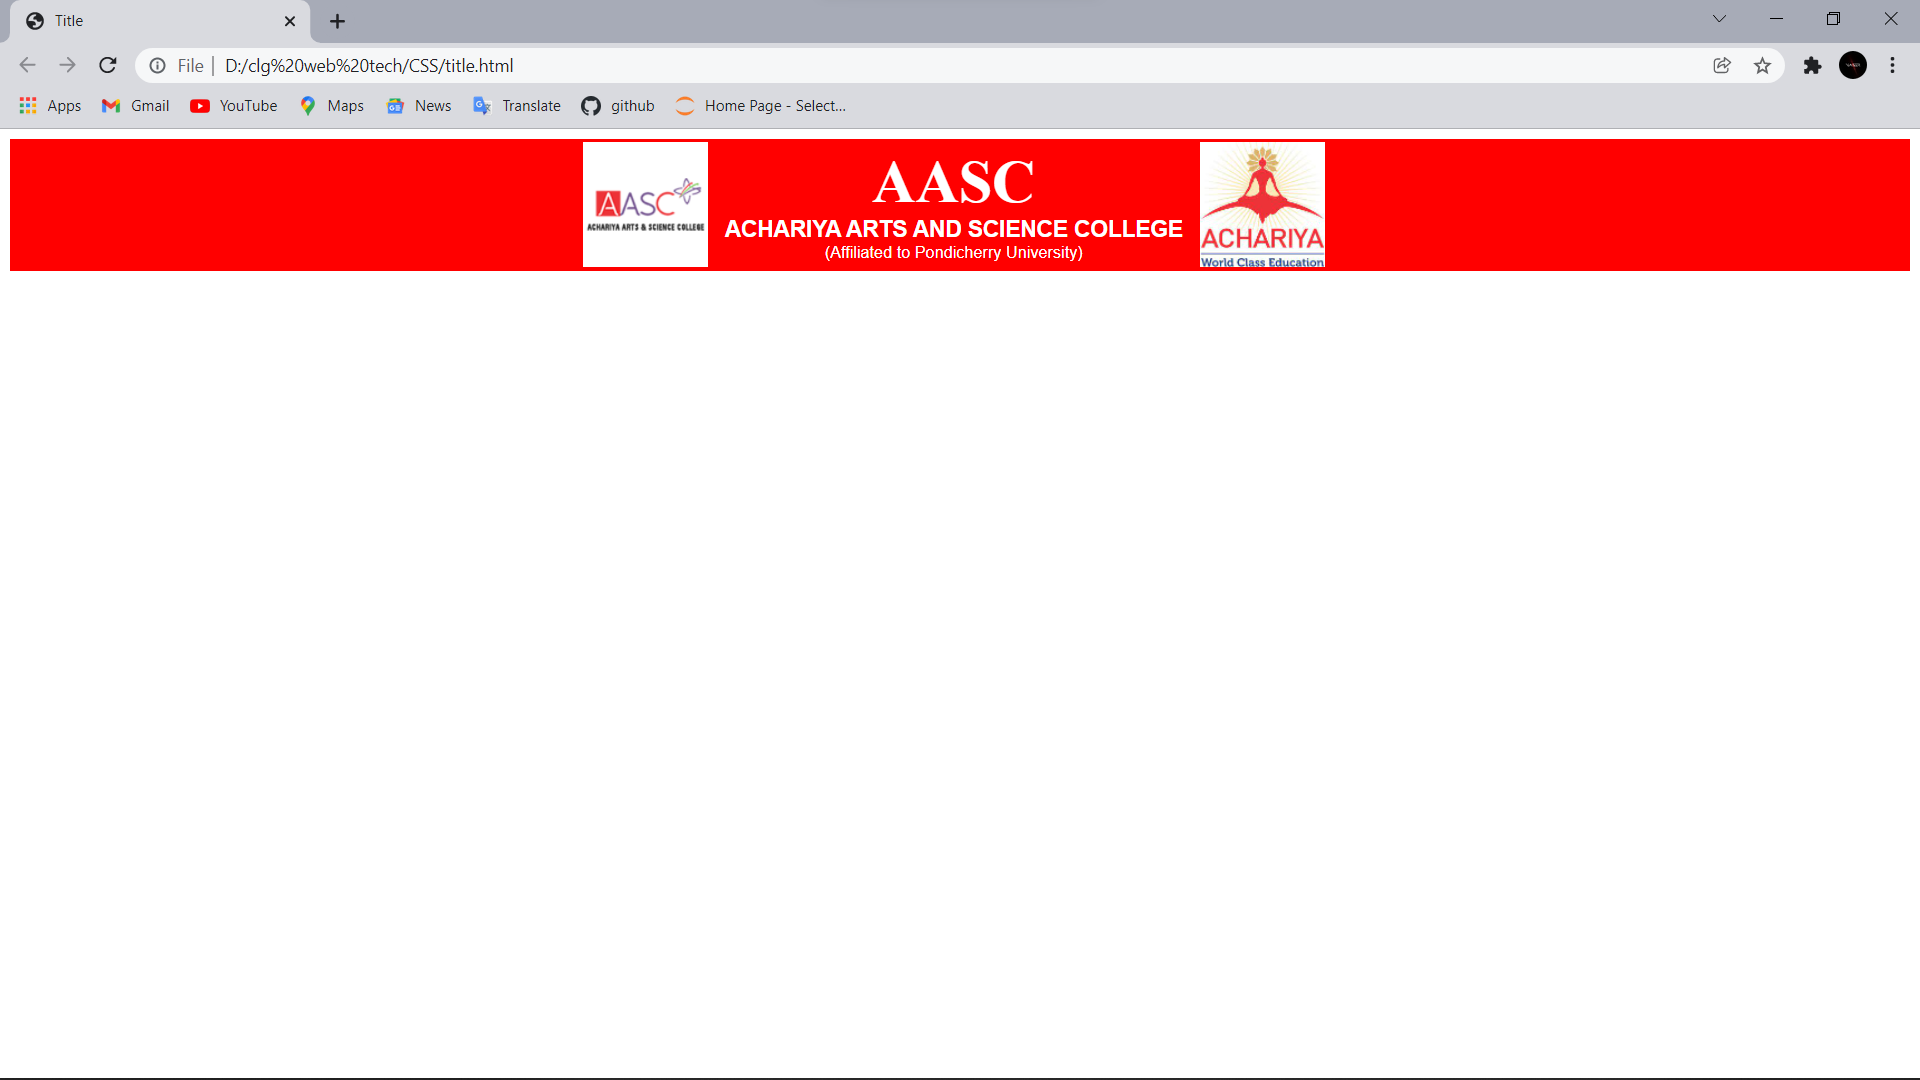 Title
File D:/clg%20web%20tech/CSS/title.html
Apps Gmail YouTube Maps News Translate github Home Page - Select...
AASC
ACHARIYA ARTS & SCIENCE COLLEGE
AASC
ACHARIYA ARTS AND SCIENCE COLLEGE
(Affiliated to Pondicherry University)
ACHARIYA
World Class Education